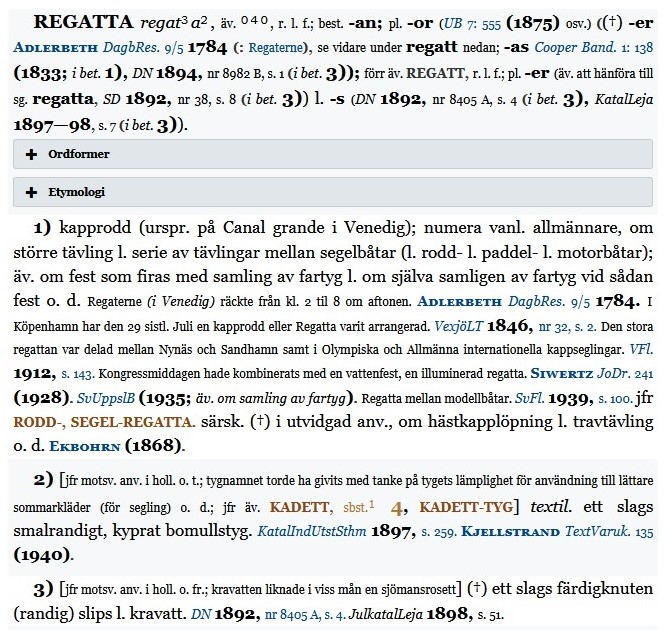 REGATTA regat³a², äv. ⁰⁴⁰, r. l. f.; best. -an; pl. -or (UB 7: 555 (1875) osv.) ((†) -er
ADLERBETH DagbRes. 9/5 1784 (: Regaterne), se vidare under regatt nedan; -as Cooper Band. 1: 138
(1833; i bet. 1), DN 1894, nr 8982 B, s. 1 (i bet. 3)); förr äv. REGATT, r. l. f.; pl. -er (äv. att hänföra till
sg. regatta, SD 1892, nr 38, s. 8 (i bet. 3)) l. -s (DN 1892, nr 8405 A, s. 4 (i bet. 3), KatalLeja
1897—98, s. 7 (i bet. 3)).
+ Ordformer
+ Etymologi
1) kapprodd (urspr. på Canal grande i Venedig); numera vanl. allmännare, om
större tävling l. serie av tävlingar mellan segelbåtar (l. rodd- l. paddel- l. motorbåtar);
äv. om fest som firas med samling av fartyg l. om själva samligen av fartyg vid sådan
fest o. d. Regaterne (i Venedig) räckte från kl. 2 til 8 om aftonen. ADLERBETH DagbRes. 9/5 1784. I
Köpenhamn har den 29 sistl. Juli en kapprodd eller Regatta varit arrangerad. VexjöLT 1846, nr 32, s. 2. Den stora
regattan var delad mellan Nynäs och Sandhamn samt i Olympiska och Allmänna internationella kappseglingar. VFl.
1912, s. 143. Kongressmiddagen hade kombinerats med en vattenfest, en illuminerad regatta. SIWERTZ JoDr. 241
(1928). SvUppslB (1935; äv. om samling av fartyg). Regatta mellan modellbåtar. SvFl. 1939, s. 100. jfr
RODD-, SEGEL-REGATTA. särsk. (†) i utvidgad anv., om hästkapplöpning l. travtävling
o. d. EKBOHRN (1868).
2) [jfr motsv. anv. i holl. o. t.; tygnamnet torde ha givits med tanke på tygets lämplighet för användning till lättare
sommarkläder (för segling) o. d.; jfr äv. KADETT, sbst.¹ 4, KADETT-TYG] textil. ett slags
smalrandigt, kyprat bomullstyg. KatalIndUtstSthm 1897, s. 259. KJELLSTRAND TextVaruk. 135
(1940).
3) [jfr motsv. anv. i holl. o. fr.; kravatten liknade i viss mån en sjömansrosett] (†) ett slags färdigknuten
(randig) slips l. kravatt. DN 1892, nr 8405 A, s. 4. JulkatalLeja 1898, s. 51.